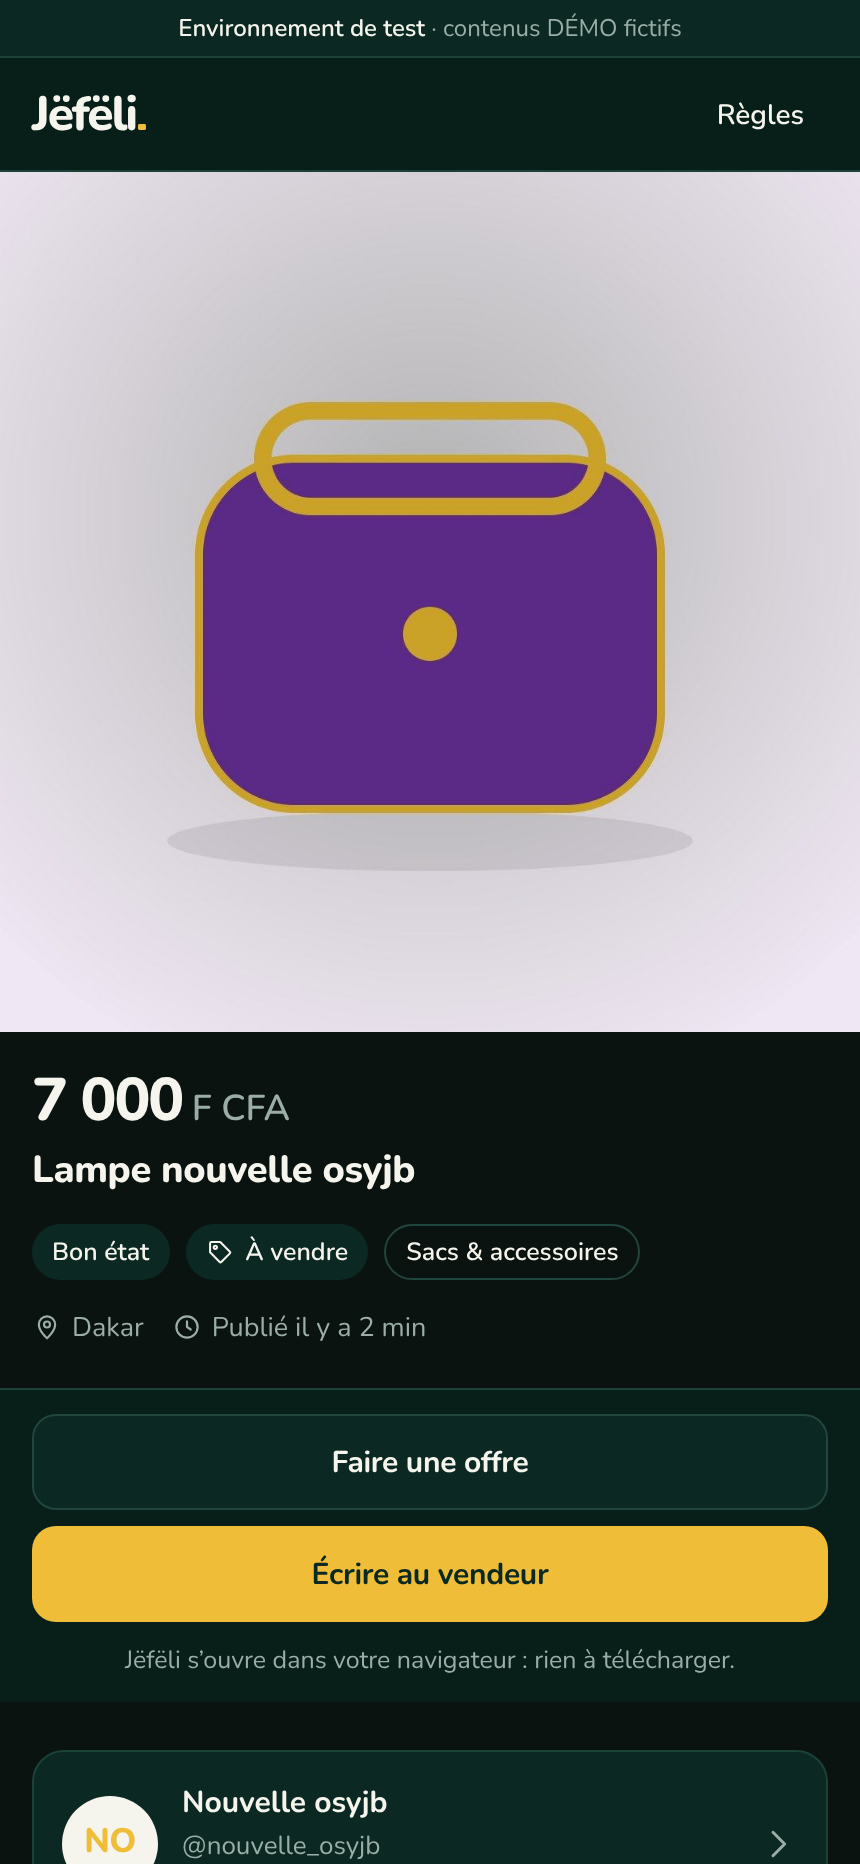 Environnement de test · contenus DÉMO fictifs
Jëfëli.
Règles
7 000 F CFA
Lampe nouvelle osyjb
Bon état
À vendre
Sacs & accessoires
Dakar
Publié il y a 2 min
Faire une offre
Écrire au vendeur
Jëfëli s’ouvre dans votre navigateur : rien à télécharger.
NO
Nouvelle osyjb
@nouvelle_osyjb